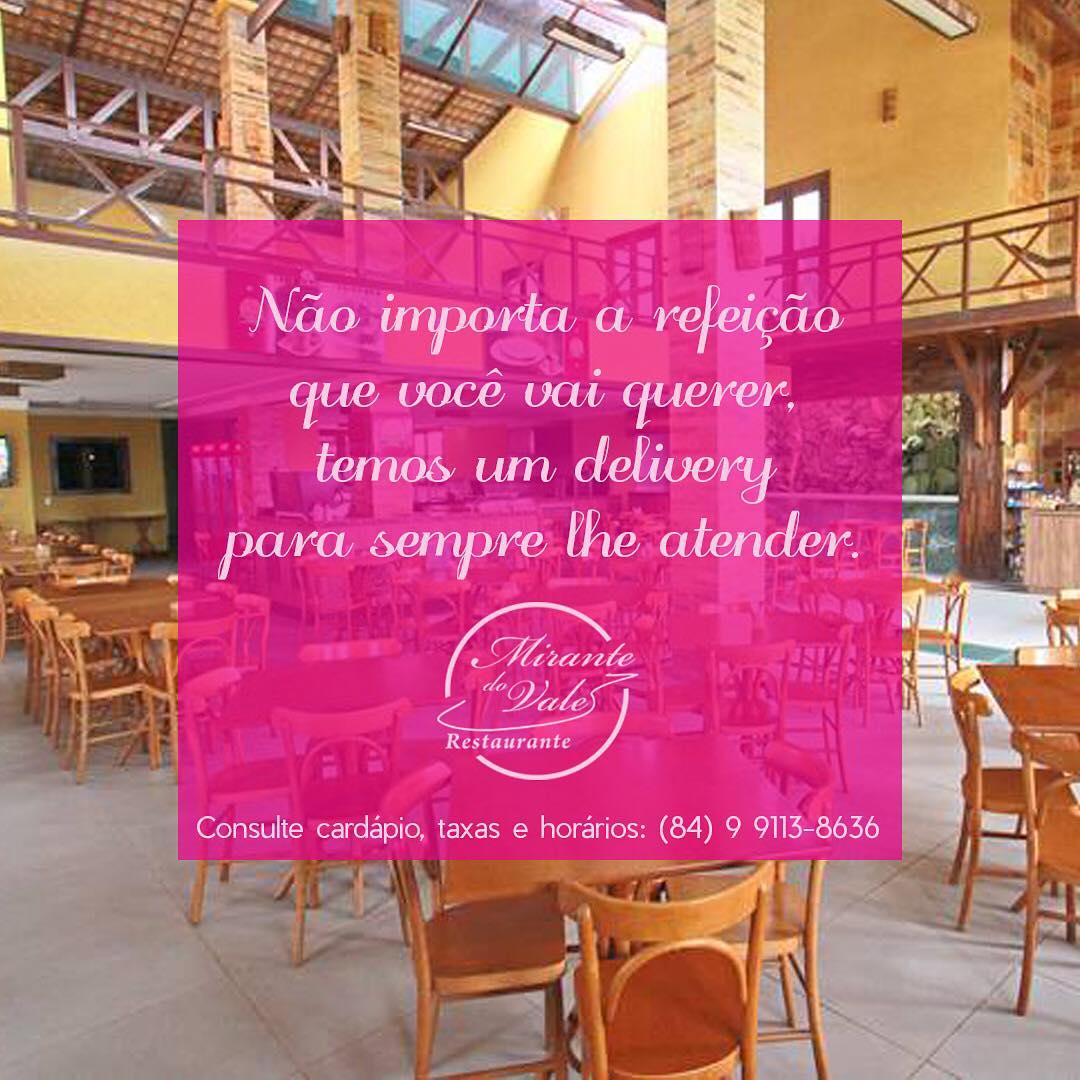 Não importa a refeição
que você vai querer,
temos um delivery
para sempre lhe atender.
Mirante
do Vale
Restaurante
Consulte cardápio, taxas e horários: (84) 9 9113-8636